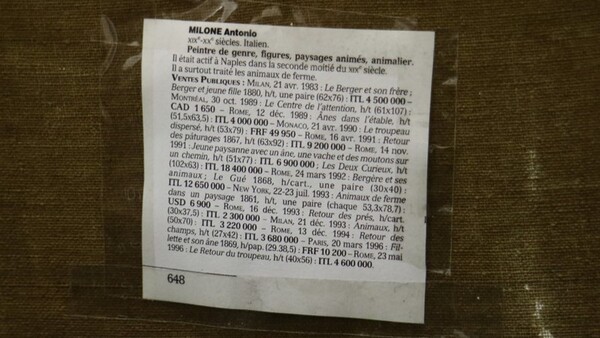 MILONE Antonio
XIXe-XXe siècles. Italien.
Peintre de genre, figures, paysages animés, animalier.
Il était actif à Naples dans la seconde moitié du XIXe siècle.
Il a surtout traité les animaux de ferme.
VENTES PUBLIQUES : MILAN, 21 avr. 1983 : Le Berger et son frère ;
Berger et jeune fille 1880, h/t, une paire (62x76) : ITL 4 500 000 –
MONTRÉAL, 30 oct. 1989 : Le Centre de l'attention, h/t (61x107) :
CAD 1 650 – ROME, 12 déc. 1989 : Ânes dans l'étable, h/t
(51,5x63,5) : ITL 4 000 000 – MONACO, 21 avr. 1990 : Le troupeau
dispersé, h/t (53x79) : FRF 49 950 – ROME, 16 avr. 1991 : Retour
des pâturages 1867, h/t (63x92) : ITL 9 200 000 – ROME, 14 nov.
1991 : Jeune paysanne avec un âne, une vache et des moutons sur
un chemin, h/t (51x77) : ITL 6 900 000 ; Les Deux Curieux, h/t
(102x63) : ITL 18 400 000 – ROME, 24 mars 1992 : Bergère et ses
animaux ; Le Gué 1868, h/cart., une paire (30x40) :
ITL 12 650 000 – NEW YORK, 22-23 juil. 1993 : Animaux de ferme
dans un paysage 1861, h/t, une paire (chaque 53,3x78,7) :
USD 6 900 – ROME, 16 déc. 1993 : Retour des prés, h/cart.
(30x37,5) : ITL 2 300 000 – MILAN, 21 déc. 1993 : Animaux, h/t
(50x70) : ITL 3 220 000 – ROME, 13 déc. 1994 : Retour des
champs, h/t (27x42) : ITL 3 680 000 – PARIS, 20 mars 1996 : Fil-
lette et son âne 1869, h/pap. (29,38,5) : FRF 10 200 – ROME, 23 mai
1996 : Le Retour du troupeau, h/t (40x56) : ITL 4 600 000.
648